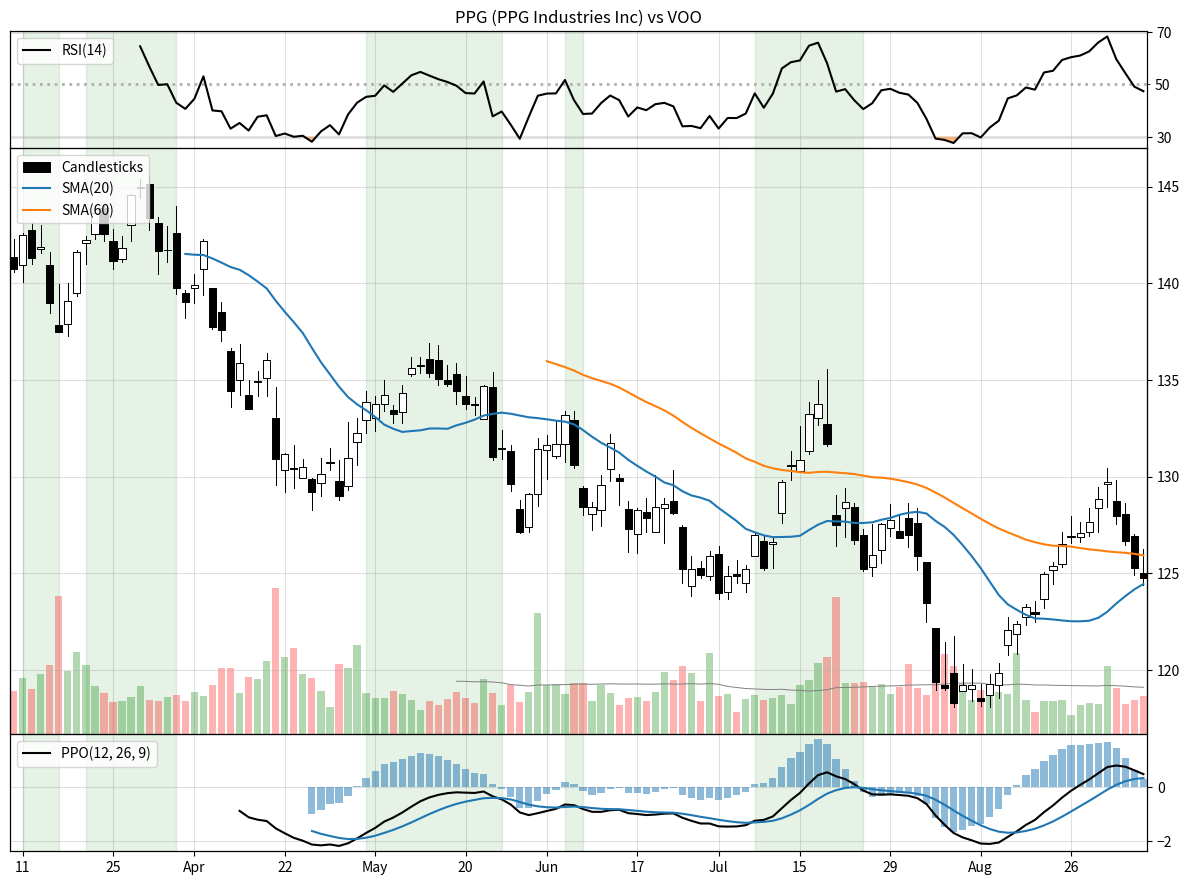 PPG (PPG Industries Inc) vs VOO
RSI(14)
70
50
30
Candlesticks
SMA(20)
SMA(60)
145
140
135
130
125
120
PPO(12, 26, 9)
0
−2
11 25 Apr 22 May 20 Jun 17 Jul 15 29 Aug 26